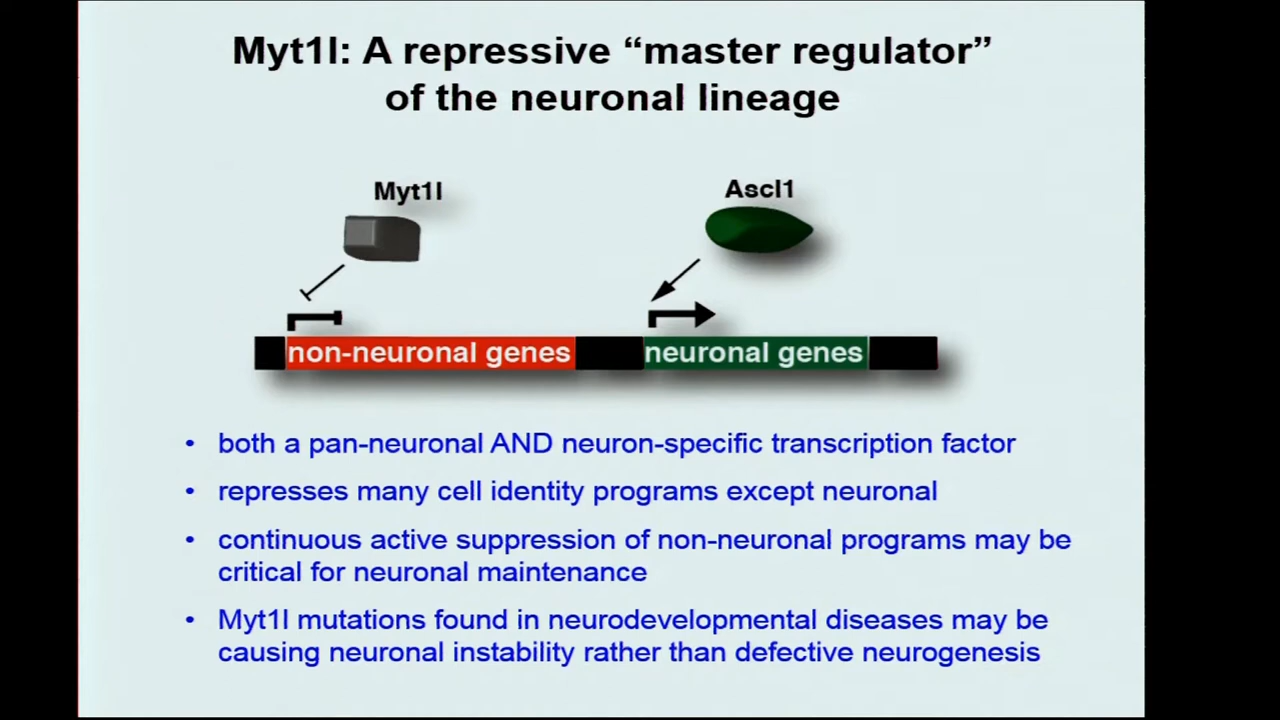 Myt1l: A repressive “master regulator”
of the neuronal lineage
Myt1l
Ascl1
non-neuronal genes
neuronal genes
• both a pan-neuronal AND neuron-specific transcription factor
• represses many cell identity programs except neuronal
• continuous active suppression of non-neuronal programs may be
critical for neuronal maintenance
• Myt1l mutations found in neurodevelopmental diseases may be
causing neuronal instability rather than defective neurogenesis